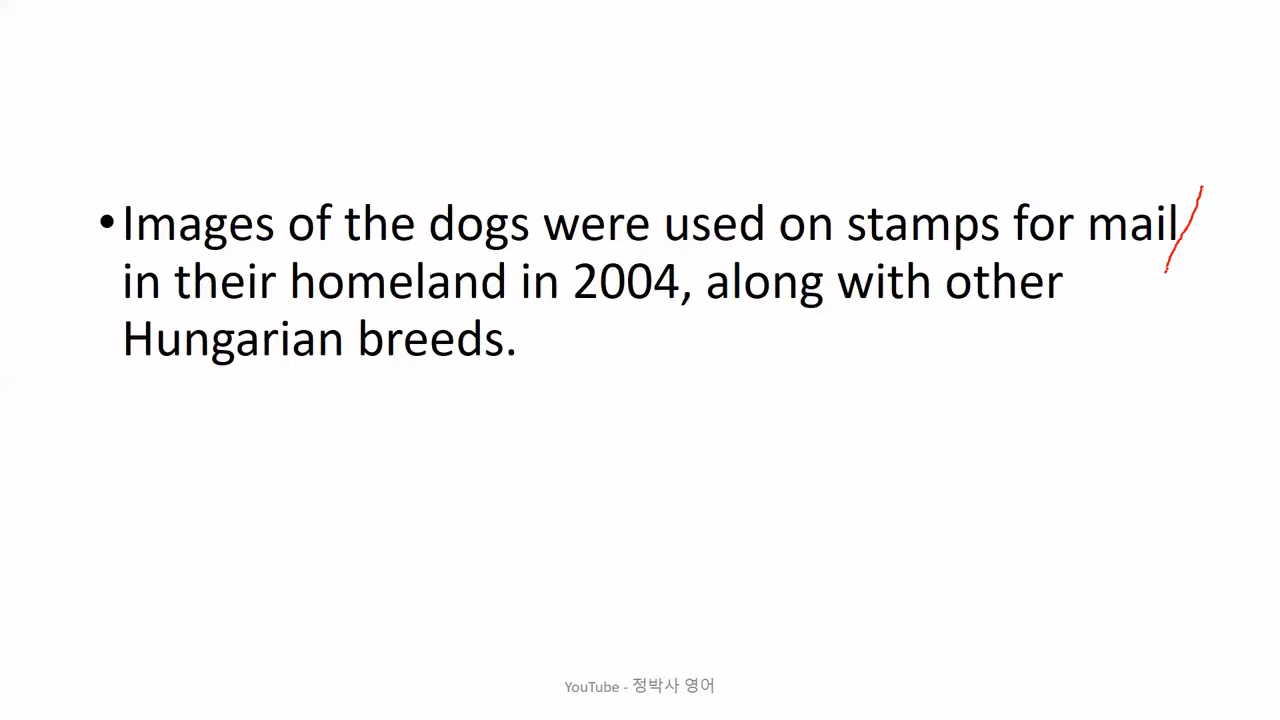 •Images of the dogs were used on stamps for mail
in their homeland in 2004, along with other
Hungarian breeds.
YouTube - 정박사 영어